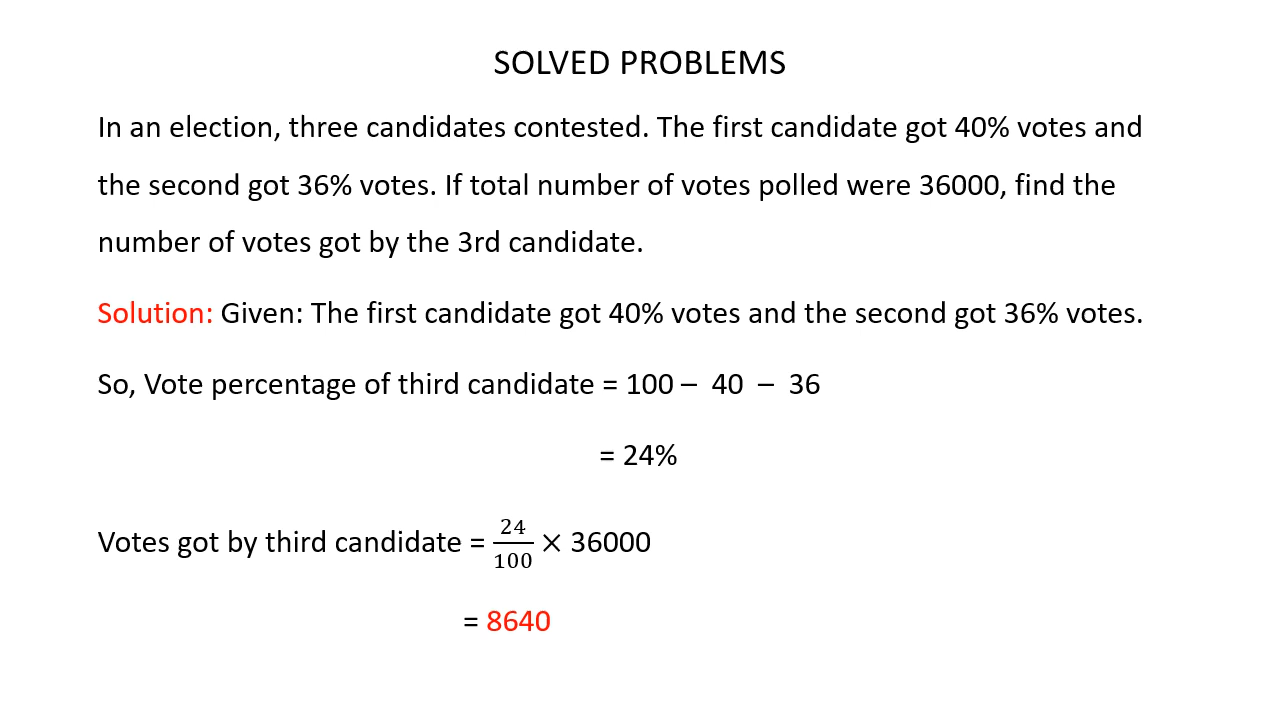 SOLVED PROBLEMS
In an election, three candidates contested. The first candidate got 40% votes and
the second got 36% votes. If total number of votes polled were 36000, find the
number of votes got by the 3rd candidate.
Solution: Given: The first candidate got 40% votes and the second got 36% votes.
So, Vote percentage of third candidate = 100 – 40 – 36
= 24%
Votes got by third candidate = 24/100 × 36000
= 8640